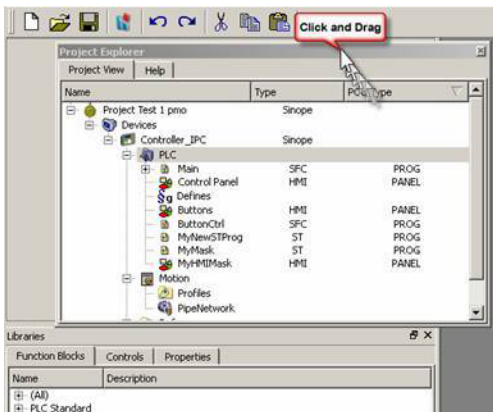 Click and Drag
Project Explorer
Project View Help
Name Type POU Type
Project Test 1 pmo Sinope
Devices
Controller_IPC Sinope
PLC
Main SFC PROG
Control Panel HMI PANEL
Defines
Buttons HMI PANEL
ButtonCtrl SFC PROG
MyNewSTProg ST PROG
MyMask ST PROG
MyHMIMask HMI PANEL
Motion
Profiles
PipeNetwork
Libraries
Function Blocks Controls Properties
Name Description
(All)
PLC Standard